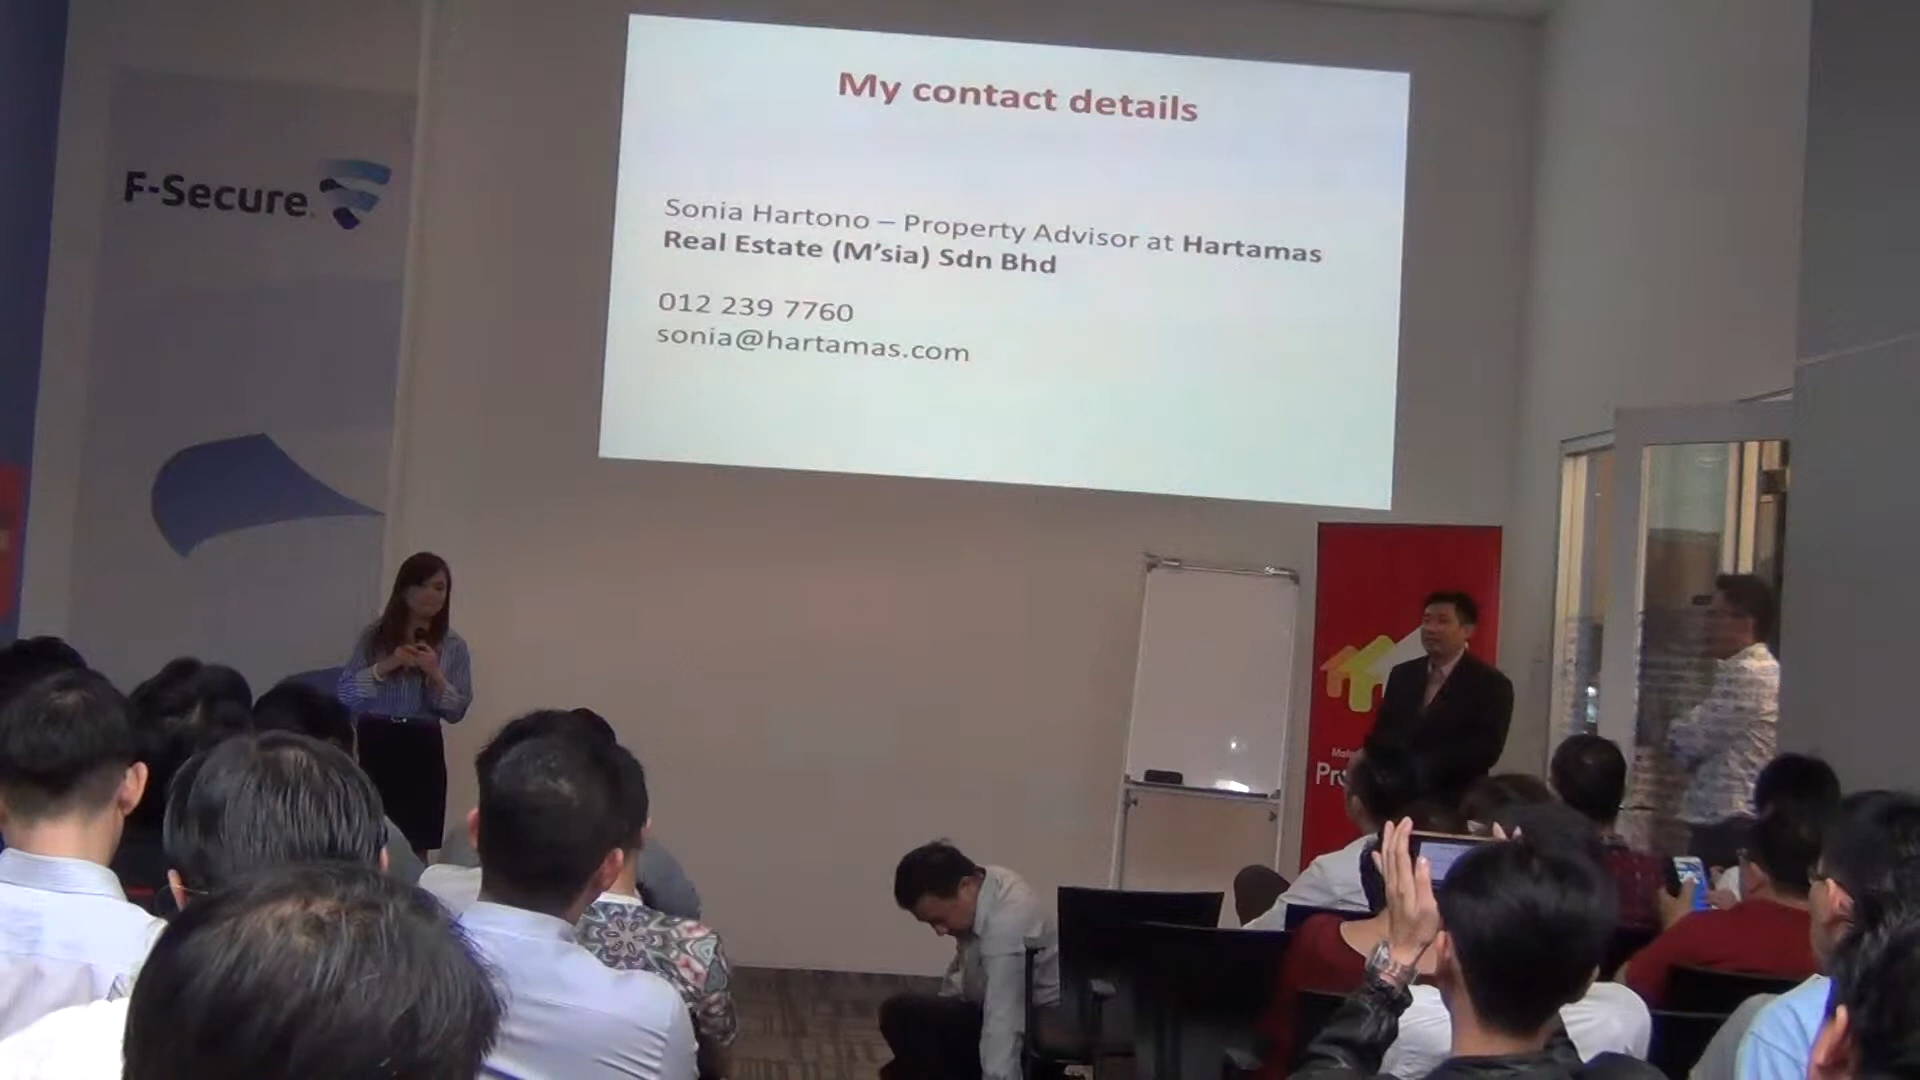 My contact details
F-Secure.
Sonia Hartono – Property Advisor at Hartamas
Real Estate (M'sia) Sdn Bhd
012 239 7760
sonia@hartamas.com